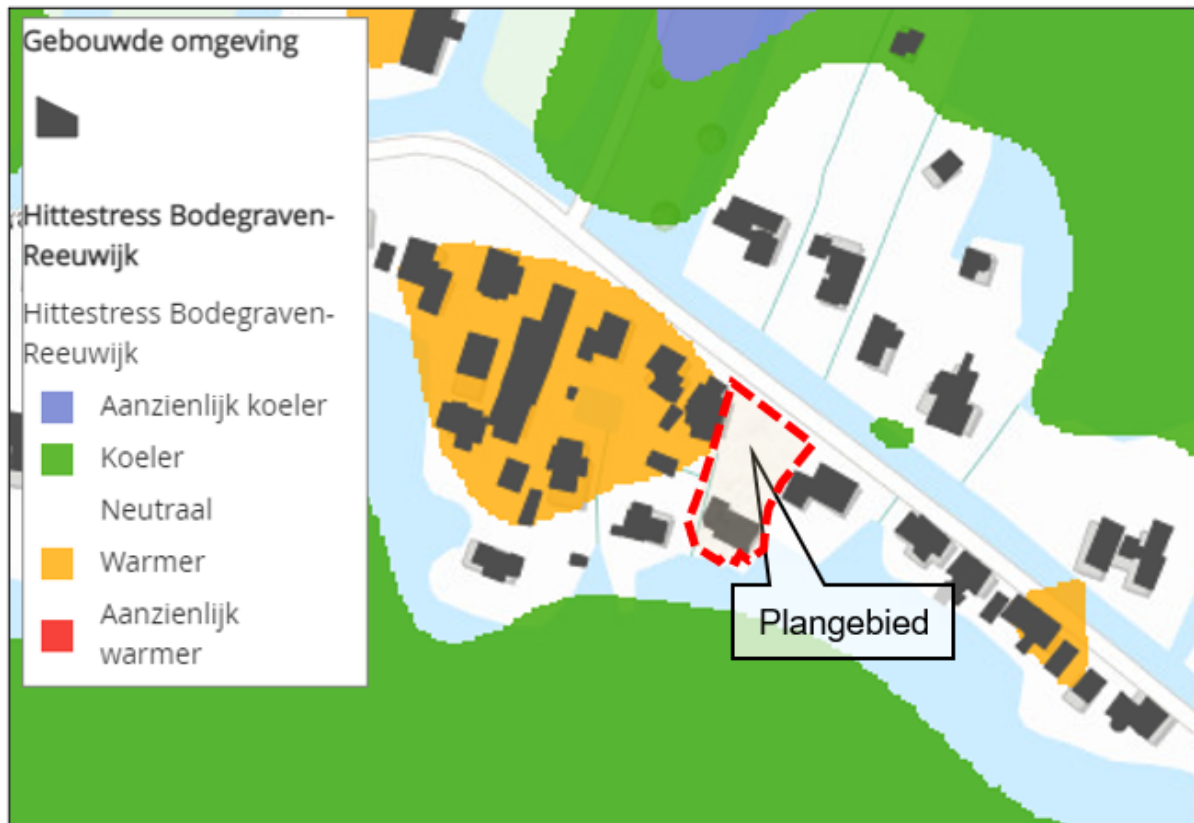 Gebouwde omgeving
Hittestress Bodegraven-
Reeuwijk
Hittestress Bodegraven-
Reeuwijk
Aanzienlijk koeler
Koeler
Neutraal
Warmer
Aanzienlijk
warmer
Plangebied